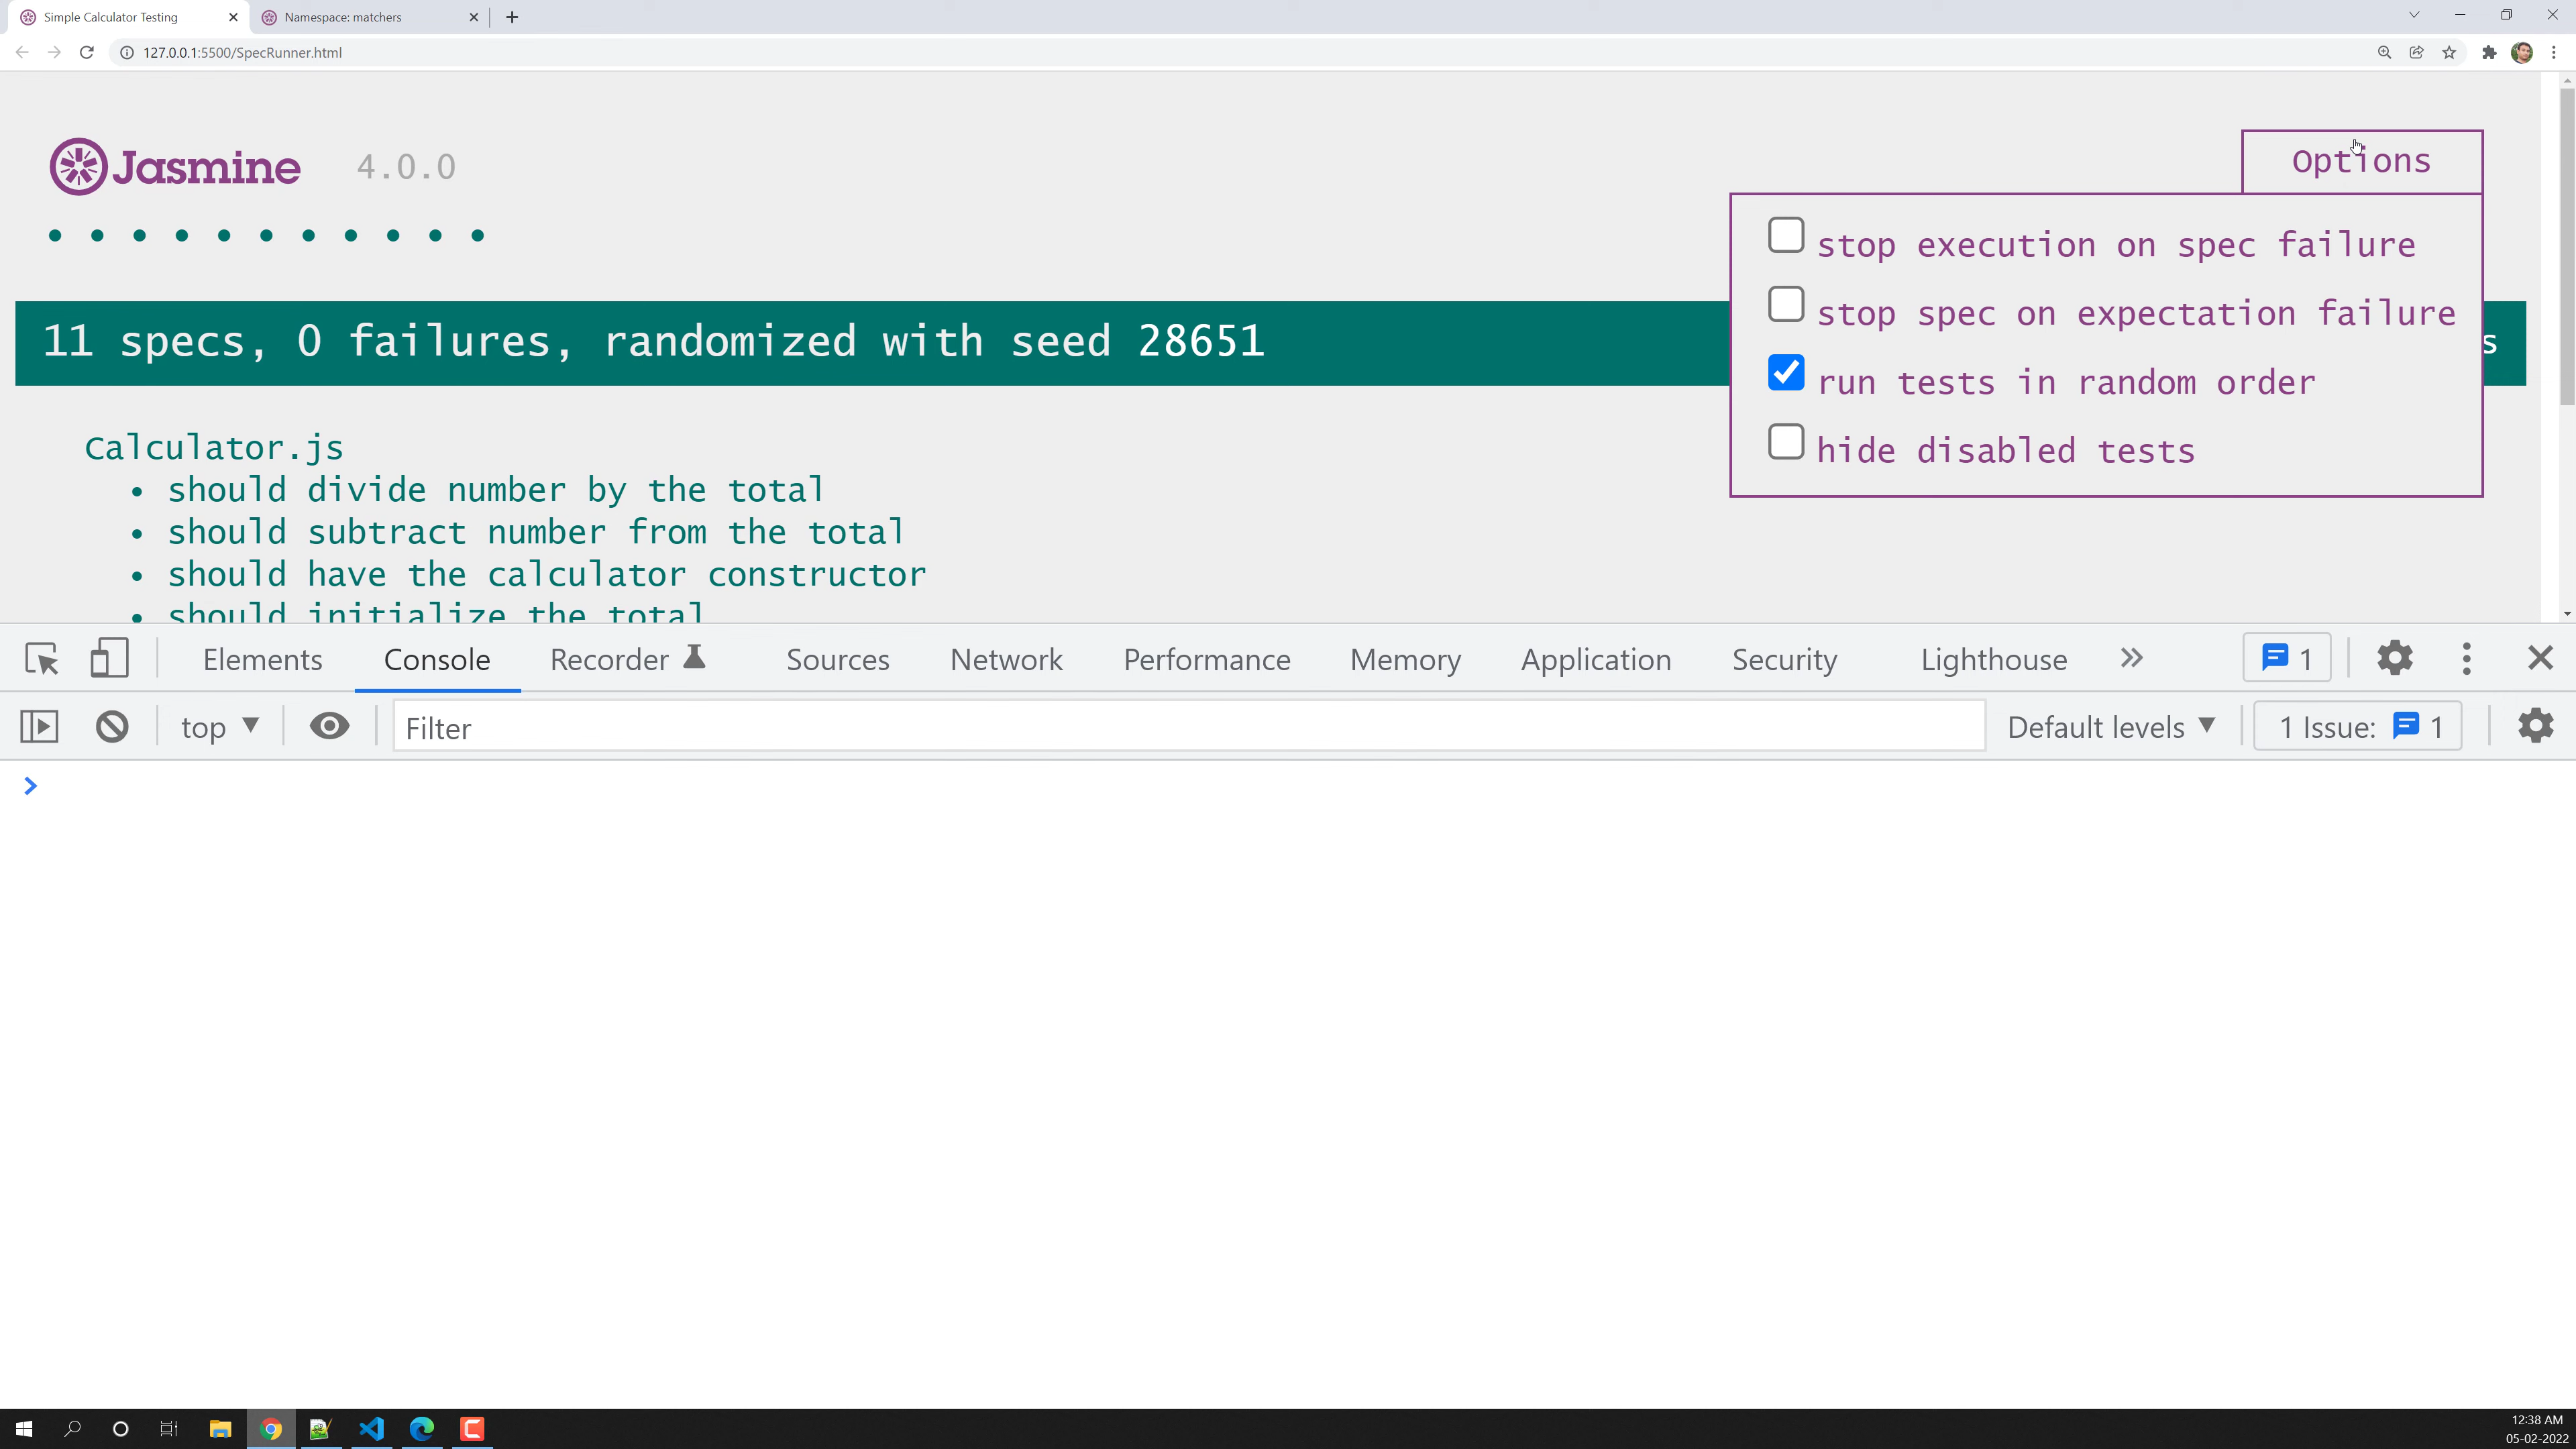 Simple Calculator Testing
Namespace: matchers
127.0.0.1:5500/SpecRunner.html
Jasmine 4.0.0
Options
stop execution on spec failure
stop spec on expectation failure
run tests in random order
hide disabled tests
11 specs, 0 failures, randomized with seed 28651
s
Calculator.js
• should divide number by the total
• should subtract number from the total
• should have the calculator constructor
• should initialize the total
Elements Console Recorder Sources Network Performance Memory Application Security Lighthouse 1
top Filter Default levels 1 Issue: 1
12:38 AM
05-02-2022